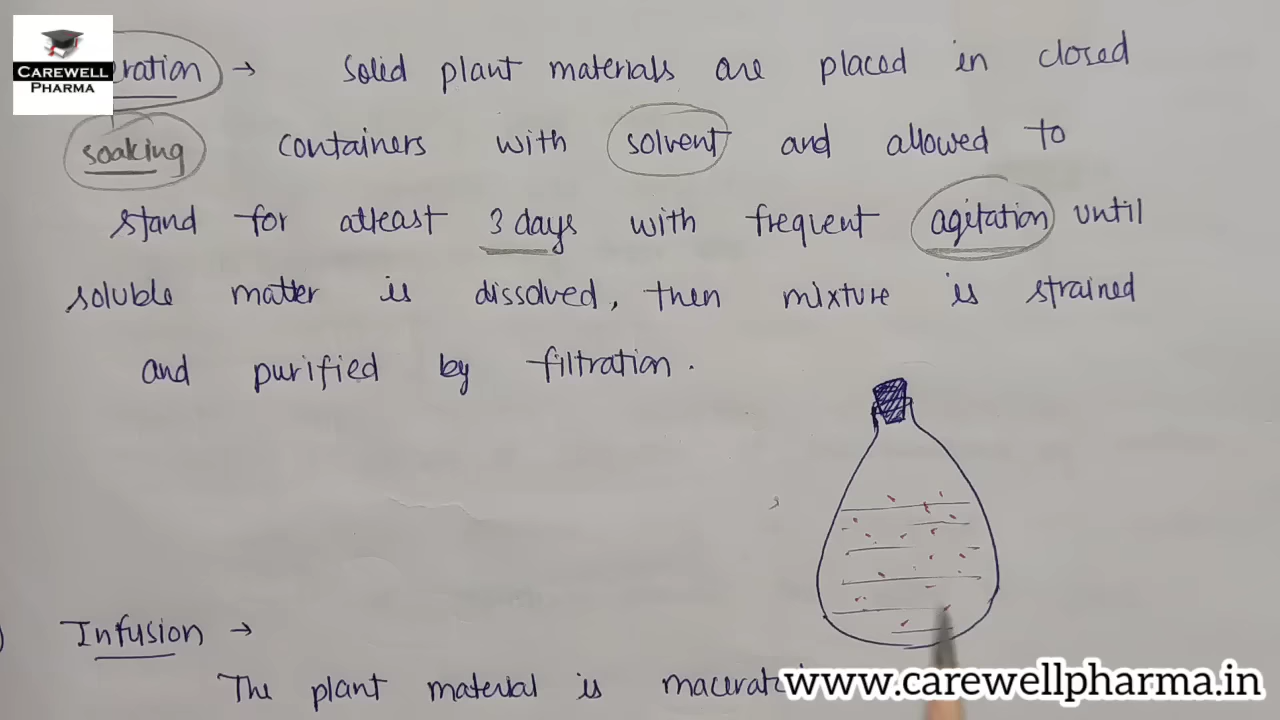 CAREWELL
PHARMA
ration → Solid plant materials are placed in closed
soaking containers with solvent and allowed to
stand for atleast 3 days with frequent agitation until
soluble matter is dissolved, then mixture is strained
and purified by filtration.
Infusion →
The plant material is macerat
www.carewellpharma.in